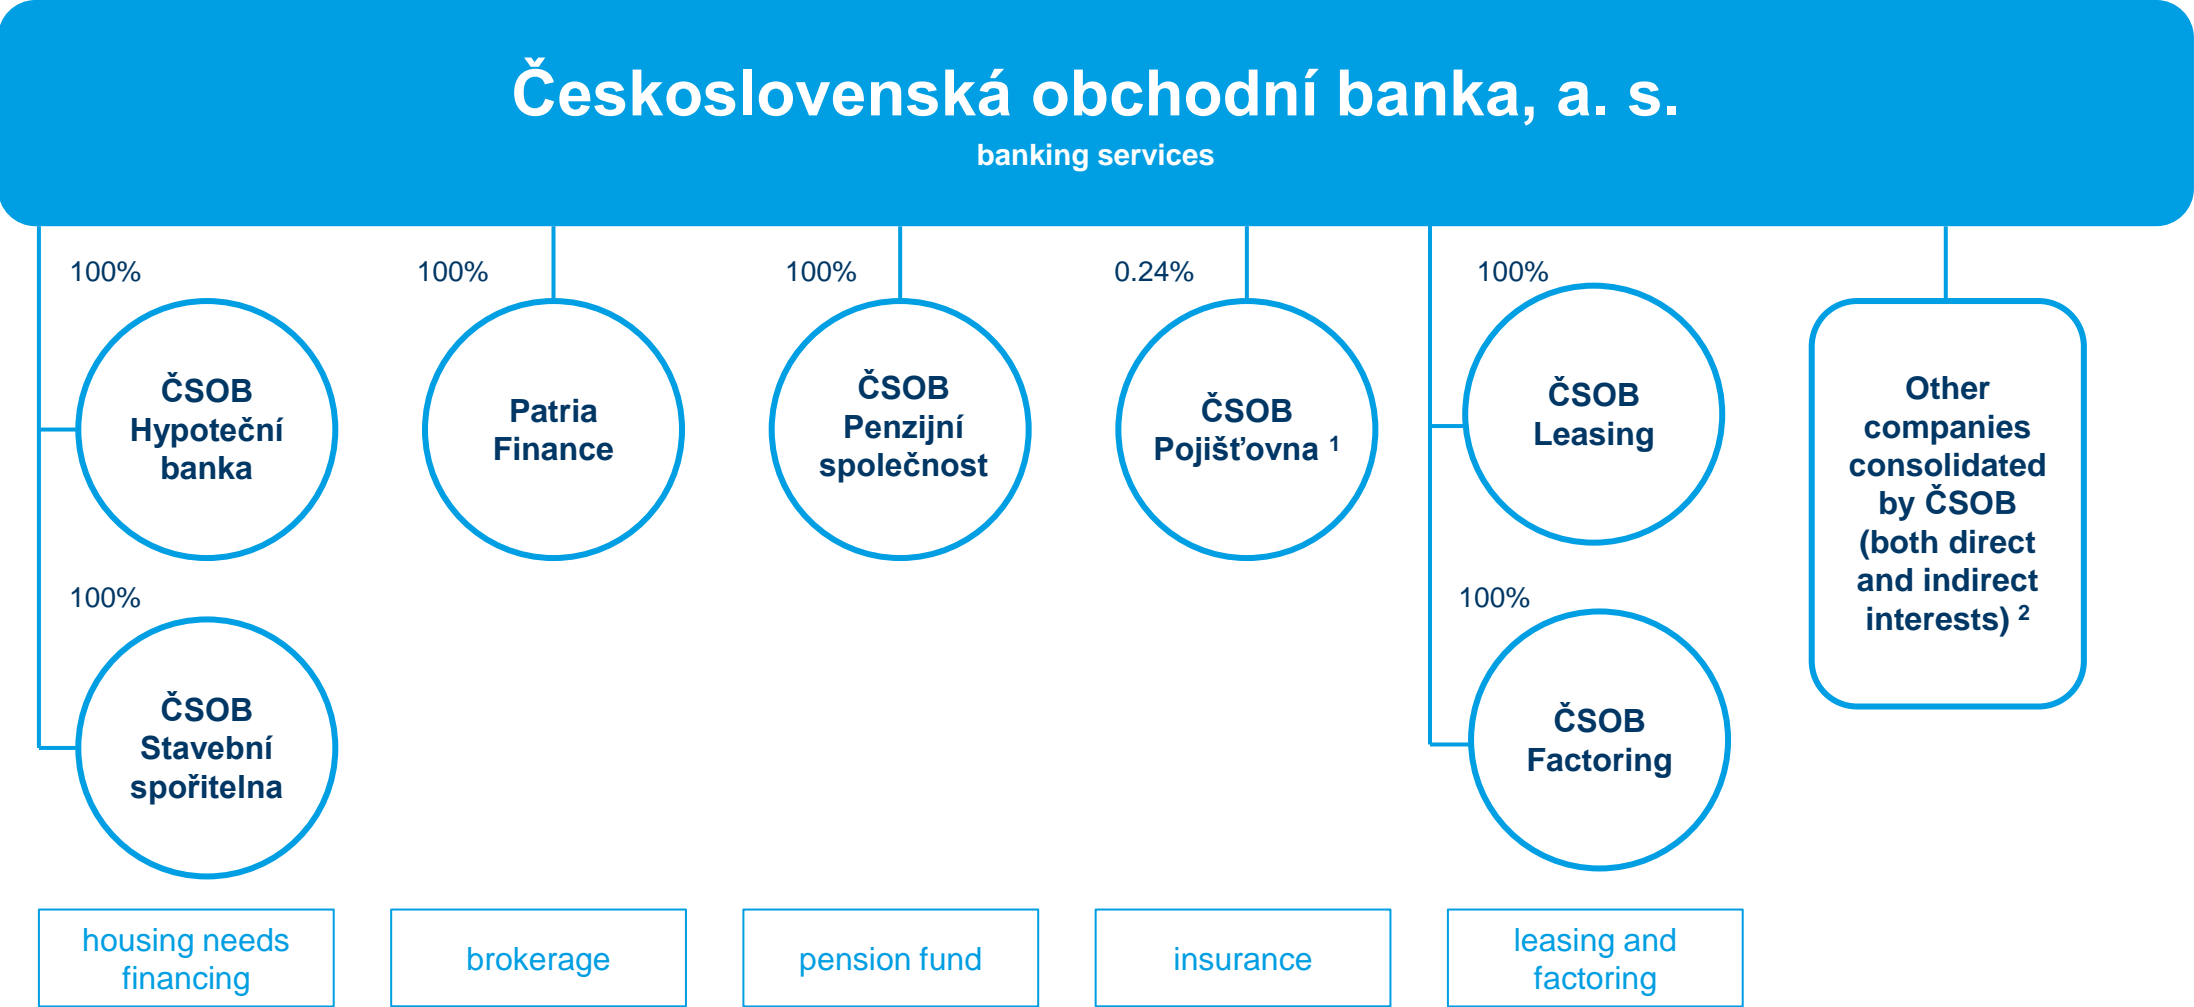 Československá obchodní banka, a. s.
banking services
100%
100%
100%
0.24%
100%
ČSOB
Hypoteční
banka
Patria
Finance
ČSOB
Penzijní
společnost
ČSOB
Pojišťovna ¹
ČSOB
Leasing
Other
companies
consolidated
by ČSOB
(both direct
and indirect
interests) ²
100%
100%
ČSOB
Stavební
spořitelna
ČSOB
Factoring
housing needs
financing
brokerage
pension fund
insurance
leasing and
factoring